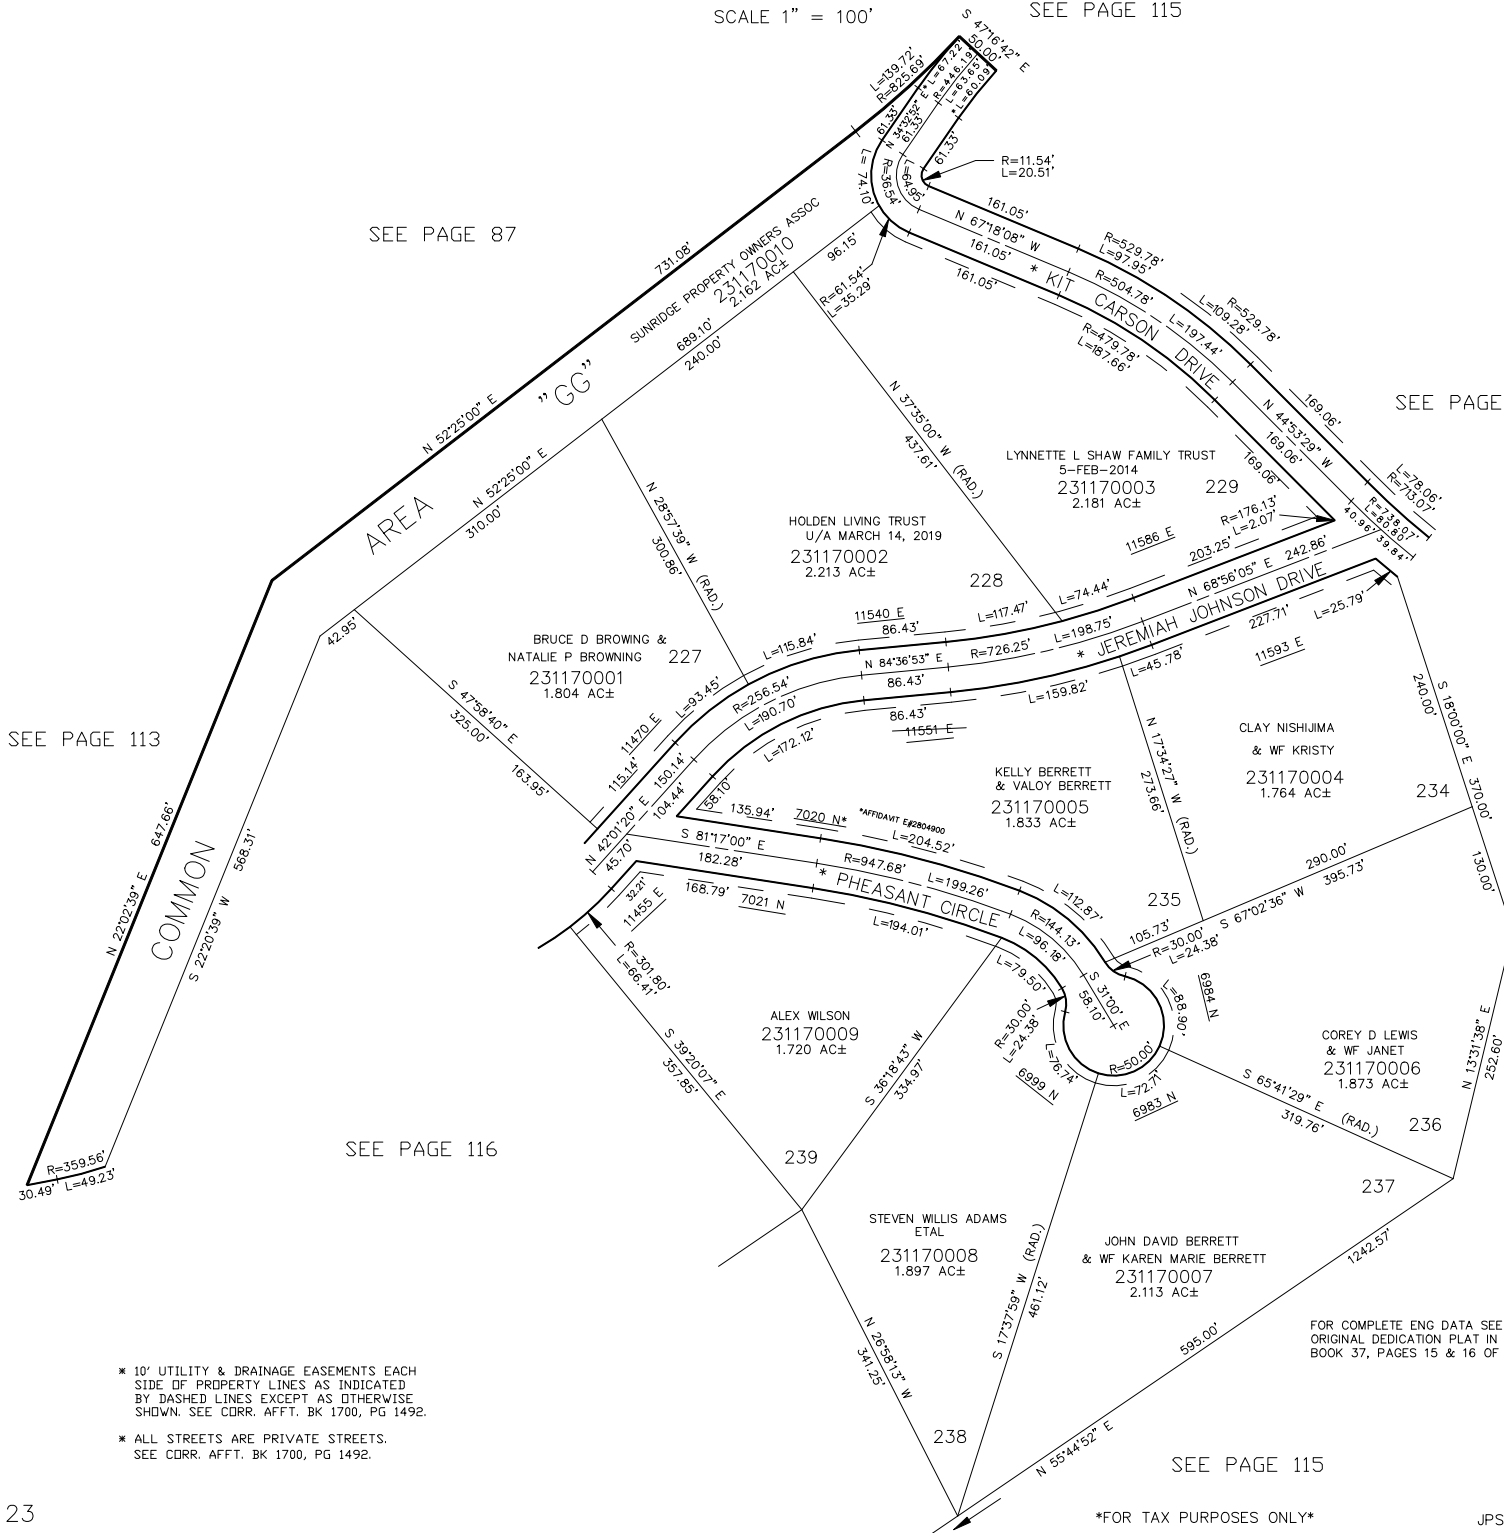 SCALE 1" = 100'
SEE PAGE 115
S 47°16'42" E
50.00'
L=139.72'
R=825.69'
*L=67.22'
R=446.19'
L=63.65'
*L=60.09'
61.33'
N 34°32'52" E
61.33'
61.33'
L= 74.10'
R=36.54'
L=64.95'
R=11.54'
L=20.51'
SEE PAGE 87
731.08'
SUNRIDGE PROPERTY OWNERS ASSOC
231170010
2.162 AC±
96.15'
R=61.54'
L=35.29'
161.05'
N 67°18'08" W
161.05'
161.05'
* KIT CARSON DRIVE
R=529.78'
L=97.95'
R=504.78'
L=197.44'
L=109.28'
R=529.78'
R=479.78'
L=187.66'
689.10'
240.00'
"GG"
N 52°25'00" E
N 52°25'00" E
310.00'
AREA
N 37°35'00" W (RAD.)
437.61'
SEE PAGE
169.06'
N 44°53'29" W
169.06'
169.06'
L=78.06'
R=713.07'
R=738.07'
L=80.80'
40.96'
39.84'
LYNNETTE L SHAW FAMILY TRUST
5-FEB-2014
231170003
2.181 AC±
229
R=176.13'
L=2.07'
N 28°57'39" W (RAD.)
300.86'
HOLDEN LIVING TRUST
U/A MARCH 14, 2019
231170002
2.213 AC±
228
11586 E
203.25'
242.86'
N 68°56'05" E
* JEREMIAH JOHNSON DRIVE
227.71'
L=25.79'
11593 E
42.95'
BRUCE D BROWING &
NATALIE P BROWNING
231170001
1.804 AC±
227
11540 E
86.43'
L=117.47'
L=74.44'
L=115.84'
N 84°36'53" E
R=726.25'
L=198.75'
86.43'
L=45.78'
L=159.82'
86.43'
11551 E
L=93.45'
R=256.54'
L=190.70'
L=172.12'
S 47°58'40" E
325.00'
163.95'
11470 E
115.14'
N 42°01'20" E
150.14'
104.44'
58.10'
45.70'
SEE PAGE 113
N 22°02'39" E
647.66'
COMMON
S 22°20'39" W
568.31'
CLAY NISHIJIMA
& WF KRISTY
231170004
1.764 AC±
234
240.00'
S 18°00'00" E
370.00'
130.00'
N 17°34'27" W (RAD.)
273.66'
KELLY BERRETT
& VALOY BERRETT
231170005
1.833 AC±
235
135.94'
7020 N*
*AFFIDAVIT E#2804900
L=204.52'
S 81°17'00" E
182.28'
R=947.68'
L=199.26'
* PHEASANT CIRCLE
168.79'
7021 N
L=194.01'
32.21'
11455 E
L=112.87'
R=144.13'
L=96.18'
L=79.50'
290.00'
395.73'
S 67°02'36" W
105.73'
R=30.00'
L=24.38'
S 31°00' E
58.10'
6984 N
L=88.90'
R=301.80'
L=66.41'
S 39°20'07" E
357.85'
ALEX WILSON
231170009
1.720 AC±
S 36°18'43" W
334.97'
239
R=30.00'
L=24.38'
6999 N
L=76.74'
R=50.00'
L=72.71'
6983 N
S 65°41'29" E (RAD.)
319.76'
COREY D LEWIS
& WF JANET
231170006
1.873 AC±
236
N 13°31'38" E
252.60'
R=359.56'
30.49'
L=49.23'
SEE PAGE 116
237
STEVEN WILLIS ADAMS
ETAL
231170008
1.897 AC±
238
S 17°37'59" W (RAD.)
461.12'
N 26°58'13" W
341.25'
JOHN DAVID BERRETT
& WF KAREN MARIE BERRETT
231170007
2.113 AC±
1242.57'
595.00'
N 55°44'52" E
FOR COMPLETE ENG DATA SEE
ORIGINAL DEDICATION PLAT IN
BOOK 37, PAGES 15 & 16 OF
* 10' UTILITY & DRAINAGE EASEMENTS EACH
SIDE OF PROPERTY LINES AS INDICATED
BY DASHED LINES EXCEPT AS OTHERWISE
SHOWN. SEE CORR. AFFT. BK 1700, PG 1492.
* ALL STREETS ARE PRIVATE STREETS.
SEE CORR. AFFT. BK 1700, PG 1492.
SEE PAGE 115
23
*FOR TAX PURPOSES ONLY*
JPS